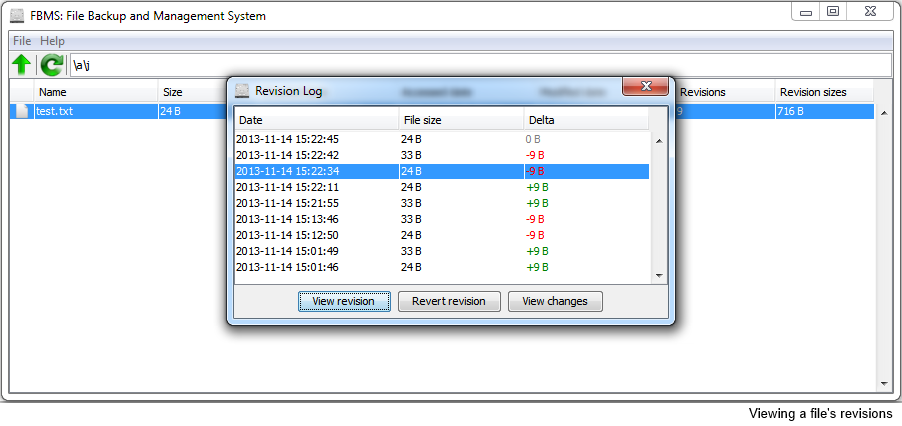 FBMS: File Backup and Management System
File Help
\a\j
Name Size Revisions Revision sizes
test.txt 24 B 9 716 B
Revision Log
Date File size Delta
2013-11-14 15:22:45 24 B 0 B
2013-11-14 15:22:42 33 B -9 B
2013-11-14 15:22:34 24 B -9 B
2013-11-14 15:22:11 24 B +9 B
2013-11-14 15:21:55 33 B +9 B
2013-11-14 15:13:46 33 B -9 B
2013-11-14 15:12:50 24 B -9 B
2013-11-14 15:01:49 33 B +9 B
2013-11-14 15:01:46 24 B +9 B
View revision Revert revision View changes
Viewing a file's revisions